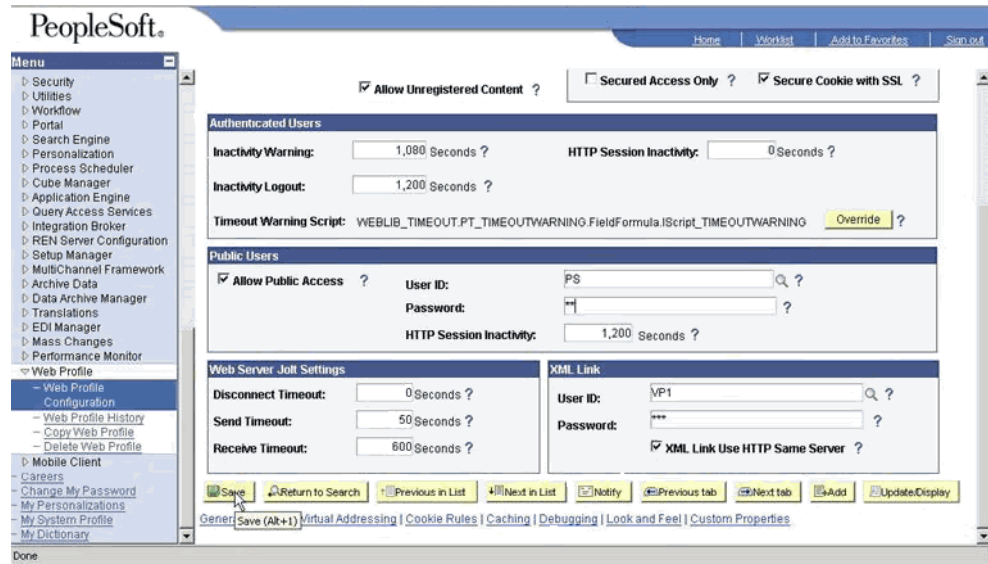 PeopleSoft.
Home | Worklist | Add to Favorites | Sign out
Menu
Security
Utilities
Workflow
Portal
Search Engine
Personalization
Process Scheduler
Cube Manager
Application Engine
Query Access Services
Integration Broker
REN Server Configuration
Setup Manager
MultiChannel Framework
Archive Data
Data Archive Manager
Translations
EDI Manager
Mass Changes
Performance Monitor
Web Profile
– Web Profile
Configuration
– Web Profile History
– Copy Web Profile
– Delete Web Profile
Mobile Client
– Careers
– Change My Password
– My Personalizations
– My System Profile
– My Dictionary
Allow Unregistered Content ?
Secured Access Only ? Secure Cookie with SSL ?
Authenticated Users
Inactivity Warning: 1,080 Seconds ? HTTP Session Inactivity: 0 Seconds ?
Inactivity Logout: 1,200 Seconds ?
Timeout Warning Script: WEBLIB_TIMEOUT.PT_TIMEOUTWARNING.FieldFormula.IScript_TIMEOUTWARNING Override ?
Public Users
Allow Public Access ? User ID: PS ?
Password: ** ?
HTTP Session Inactivity: 1,200 Seconds ?
Web Server Jolt Settings
Disconnect Timeout: 0 Seconds ?
Send Timeout: 50 Seconds ?
Receive Timeout: 600 Seconds ?
XML Link
User ID: VP1 ?
Password: *** ?
XML Link Use HTTP Same Server ?
Save Return to Search Previous in List Next in List Notify Previous tab Next tab Add Update/Display
Gener Virtual Addressing | Cookie Rules | Caching | Debugging | Look and Feel | Custom Properties
Save (Alt+1)
Done